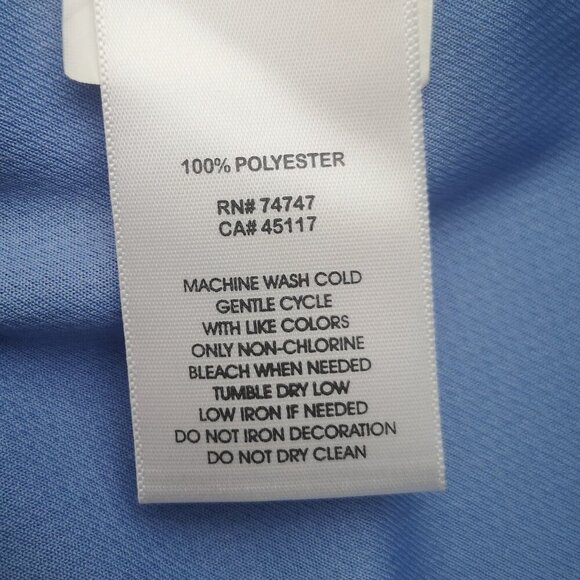 100% POLYESTER
RN# 74747
CA# 45117
MACHINE WASH COLD
GENTLE CYCLE
WITH LIKE COLORS
ONLY NON-CHLORINE
BLEACH WHEN NEEDED
TUMBLE DRY LOW
LOW IRON IF NEEDED
DO NOT IRON DECORATION
DO NOT DRY CLEAN